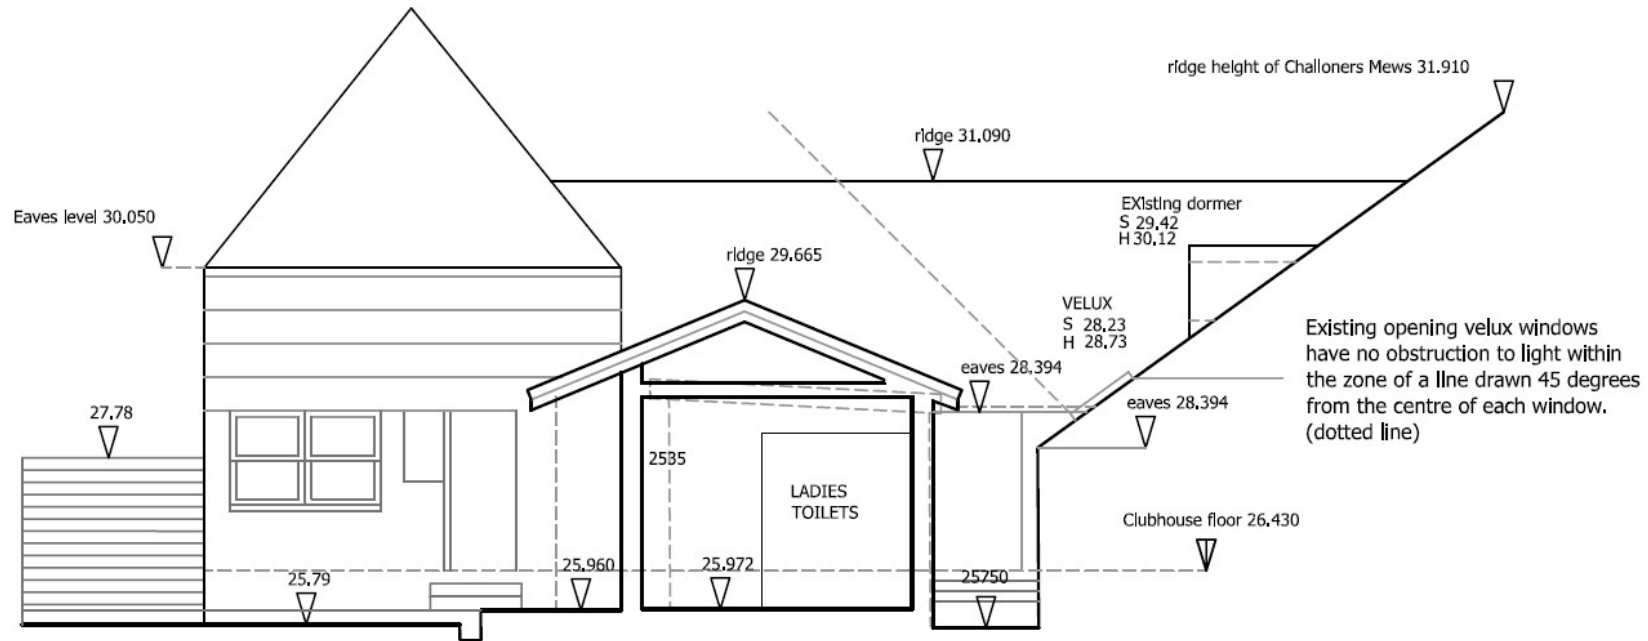 ridge height of Challoners Mews 31.910
ridge 31.090
Existing dormer
S 29.42
H 30.12
Eaves level 30.050
ridge 29.665
VELUX
S 28.23
H 28.73
Existing opening velux windows
have no obstruction to light within
the zone of a line drawn 45 degrees
from the centre of each window.
(dotted line)
eaves 28.394
eaves 28.394
27.78
2535
LADIES
TOILETS
Clubhouse floor 26.430
25.79
25.960
25.972
25750